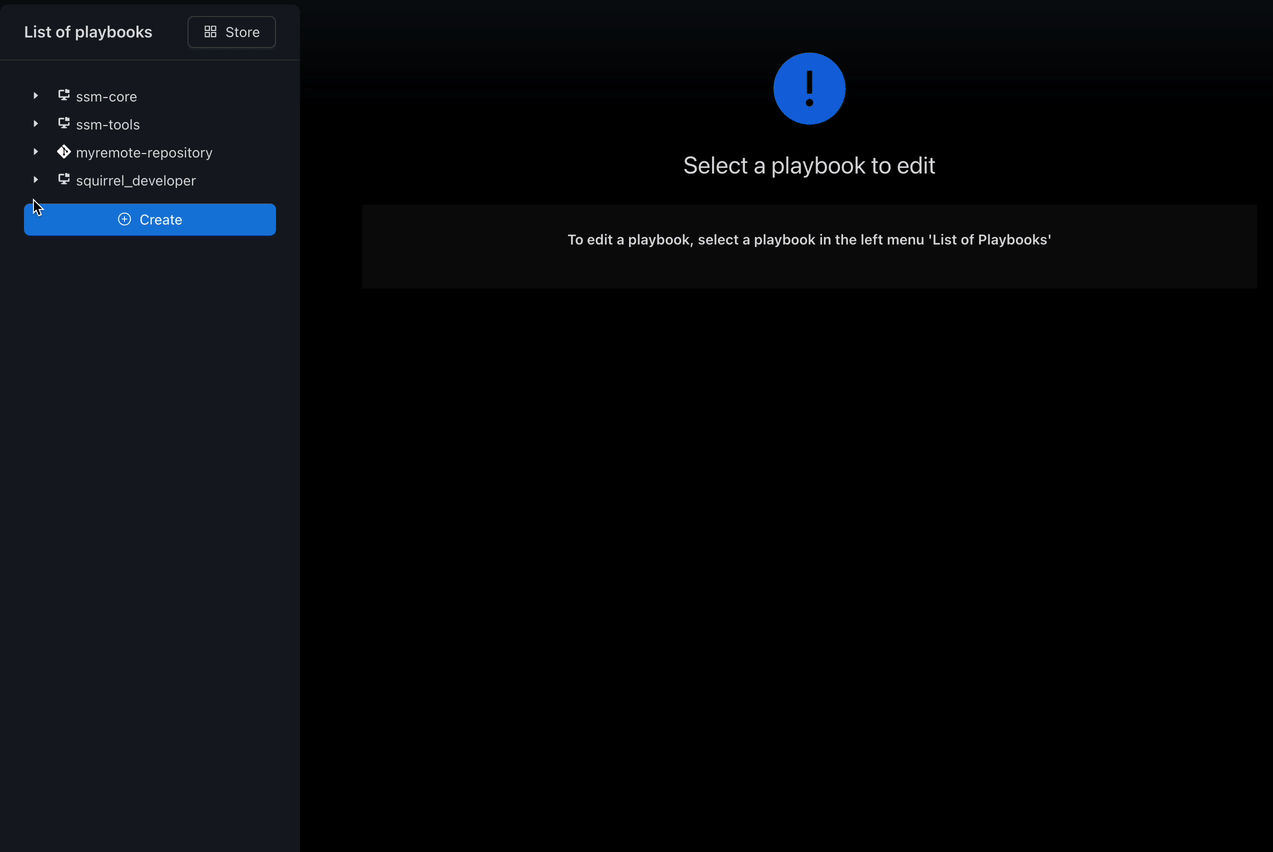 List of playbooks
Store
ssm-core
ssm-tools
myremote-repository
squirrel_developer
Create
Select a playbook to edit
To edit a playbook, select a playbook in the left menu 'List of Playbooks'